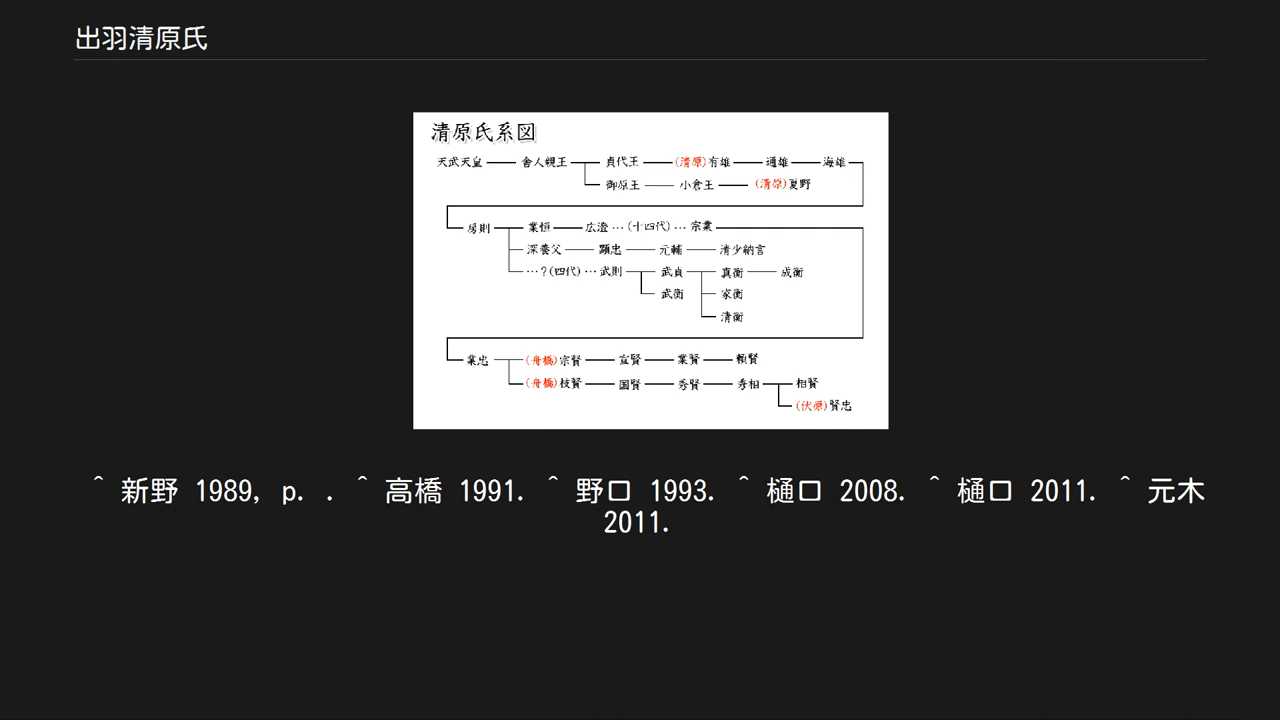 出羽清原氏
清原氏系図
天武天皇 舎人親王 貞代王 (清原)有雄 通雄 海雄
御原王 小倉王 (清原)夏野
房則 業恒 広澄 … (十四代) … 宗業
深養父 顕忠 元輔 清少納言
…?(四代)… 武則 武貞 真衡 成衡
武衡 家衡
清衡
業忠 (舟橋)宗賢 宣賢 業賢 頼賢
(舟橋)枝賢 国賢 秀賢 秀相 相賢
(伏原)賢忠
^ 新野 1989, p. . ^ 高橋 1991. ^ 野口 1993. ^ 樋口 2008. ^ 樋口 2011. ^ 元木
2011.